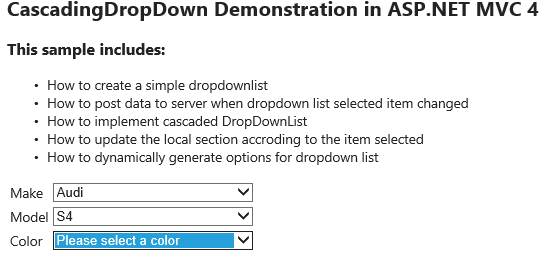 CascadingDropDown Demonstration in ASP.NET MVC 4
This sample includes:
• How to create a simple dropdownlist
• How to post data to server when dropdown list selected item changed
• How to implement cascaded DropDownList
• How to update the local section accroding to the item selected
• How to dynamically generate options for dropdown list
Make Audi
Model S4
Color Please select a color